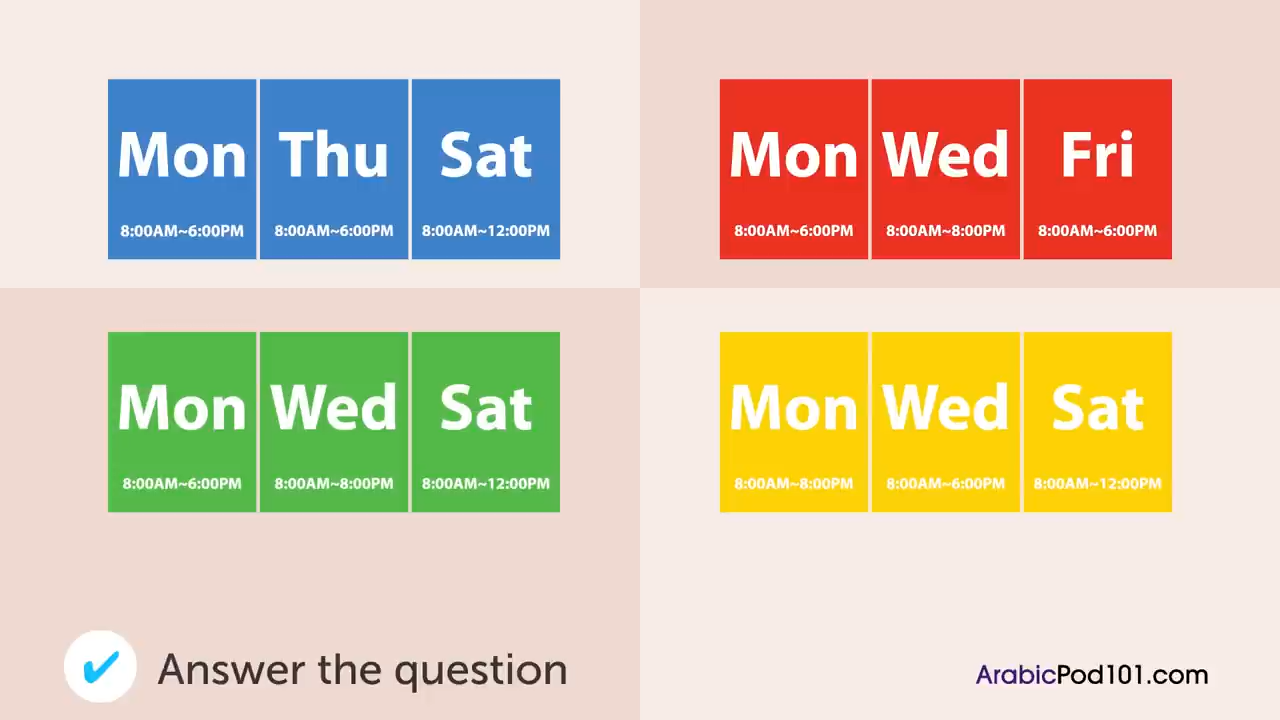 Mon Thu Sat
8:00AM~6:00PM 8:00AM~6:00PM 8:00AM~12:00PM
Mon Wed Fri
8:00AM~6:00PM 8:00AM~8:00PM 8:00AM~6:00PM
Mon Wed Sat
8:00AM~6:00PM 8:00AM~8:00PM 8:00AM~12:00PM
Mon Wed Sat
8:00AM~8:00PM 8:00AM~6:00PM 8:00AM~12:00PM
Answer the question
ArabicPod101.com